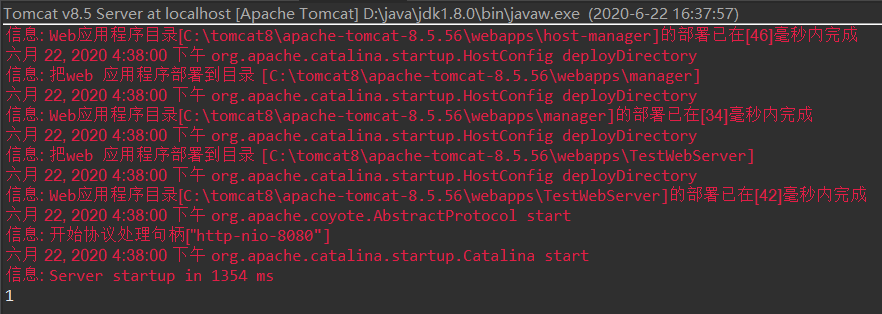 Tomcat v8.5 Server at localhost [Apache Tomcat] D:\java\jdk1.8.0\bin\javaw.exe  (2020-6-22 16:37:57)
信息: Web应用程序目录[C:\tomcat8\apache-tomcat-8.5.56\webapps\host-manager]的部署已在[46]毫秒内完成
六月 22, 2020 4:38:00 下午 org.apache.catalina.startup.HostConfig deployDirectory
信息: 把web 应用程序部署到目录 [C:\tomcat8\apache-tomcat-8.5.56\webapps\manager]
六月 22, 2020 4:38:00 下午 org.apache.catalina.startup.HostConfig deployDirectory
信息: Web应用程序目录[C:\tomcat8\apache-tomcat-8.5.56\webapps\manager]的部署已在[34]毫秒内完成
六月 22, 2020 4:38:00 下午 org.apache.catalina.startup.HostConfig deployDirectory
信息: 把web 应用程序部署到目录 [C:\tomcat8\apache-tomcat-8.5.56\webapps\TestWebServer]
六月 22, 2020 4:38:00 下午 org.apache.catalina.startup.HostConfig deployDirectory
信息: Web应用程序目录[C:\tomcat8\apache-tomcat-8.5.56\webapps\TestWebServer]的部署已在[42]毫秒内完成
六月 22, 2020 4:38:00 下午 org.apache.coyote.AbstractProtocol start
信息: 开始协议处理句柄["http-nio-8080"]
六月 22, 2020 4:38:00 下午 org.apache.catalina.startup.Catalina start
信息: Server startup in 1354 ms
1